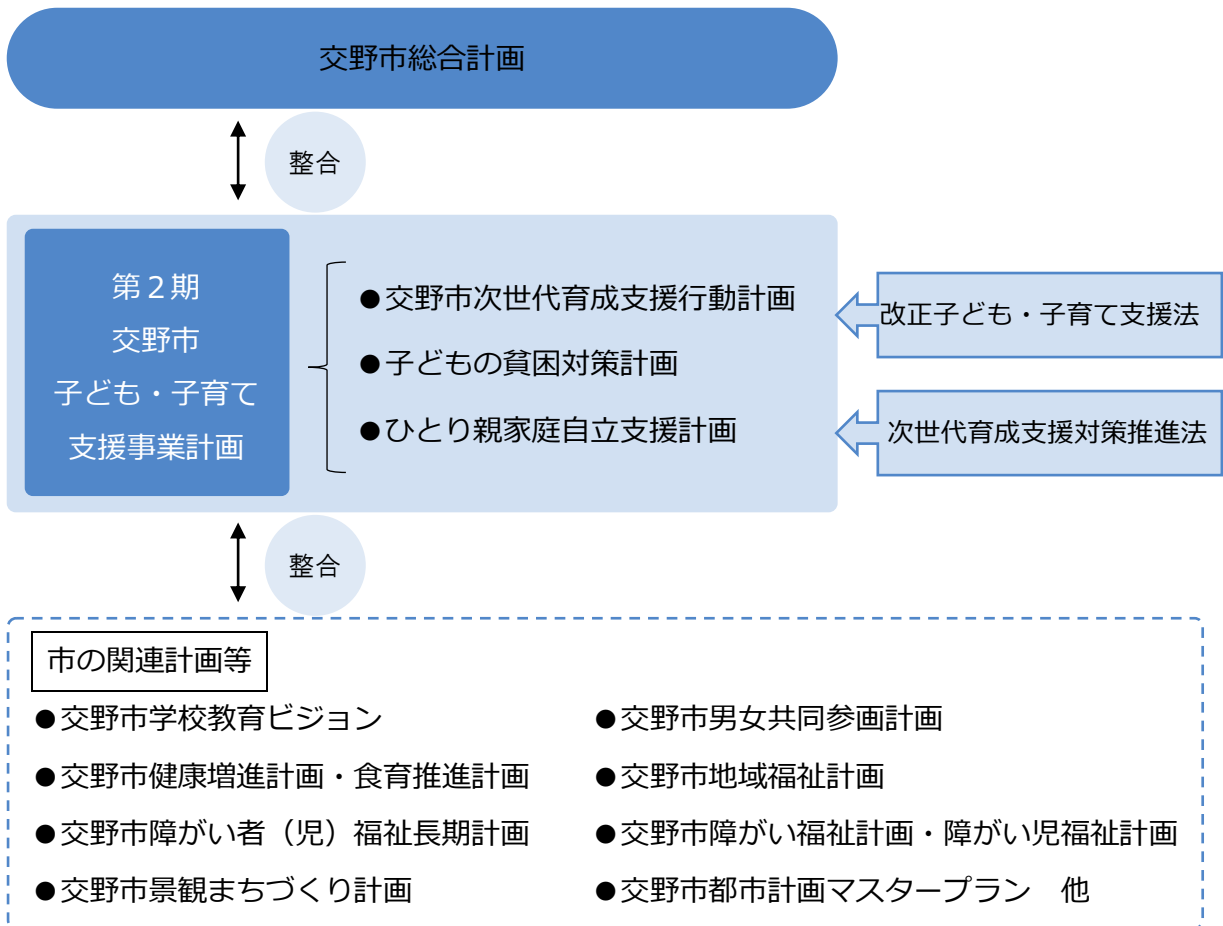 交野市総合計画
整合
第２期
交野市
子ども・子育て
支援事業計画
●交野市次世代育成支援行動計画
●子どもの貧困対策計画
●ひとり親家庭自立支援計画
改正子ども・子育て支援法
次世代育成支援対策推進法
整合
市の関連計画等
●交野市学校教育ビジョン
●交野市男女共同参画計画
●交野市健康増進計画・食育推進計画
●交野市地域福祉計画
●交野市障がい者（児）福祉長期計画
●交野市障がい福祉計画・障がい児福祉計画
●交野市景観まちづくり計画
●交野市都市計画マスタープラン　他